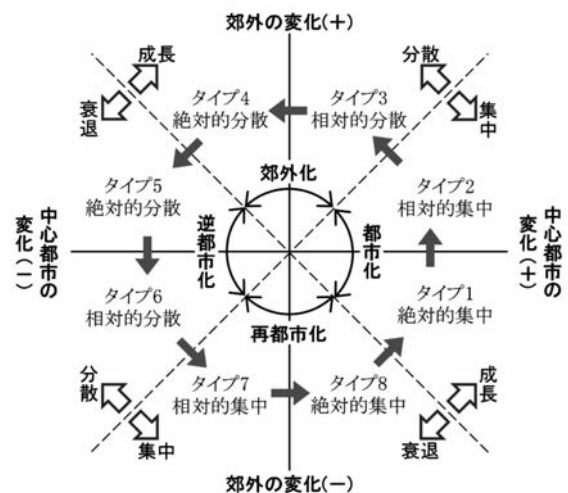 郊外の変化(+)
成長
衰退
分散
集中
タイプ4
絶対的分散
タイプ3
相対的分散
タイプ5
絶対的分散
タイプ2
相対的集中
郊外化
中心都市の
変化(-)
逆都市化
都市化
中心都市の
変化(+)
タイプ6
相対的分散
タイプ1
絶対的集中
再都市化
分散
集中
タイプ7
相対的集中
タイプ8
絶対的集中
成長
衰退
郊外の変化(-)